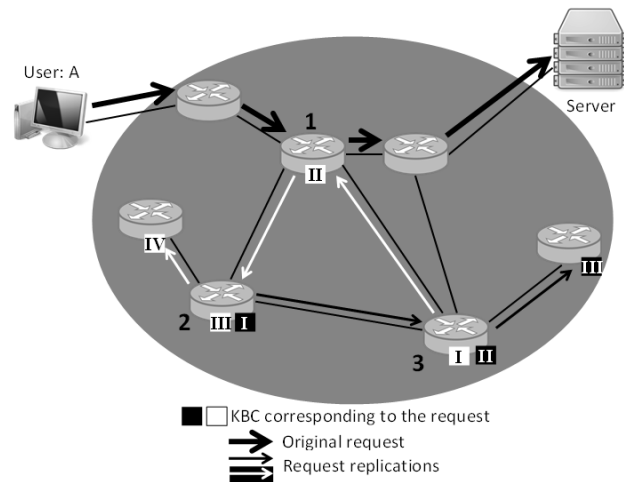 User: A
Server
1
II
IV
III
2
III I
3
I II
KBC corresponding to the request
Original request
Request replications